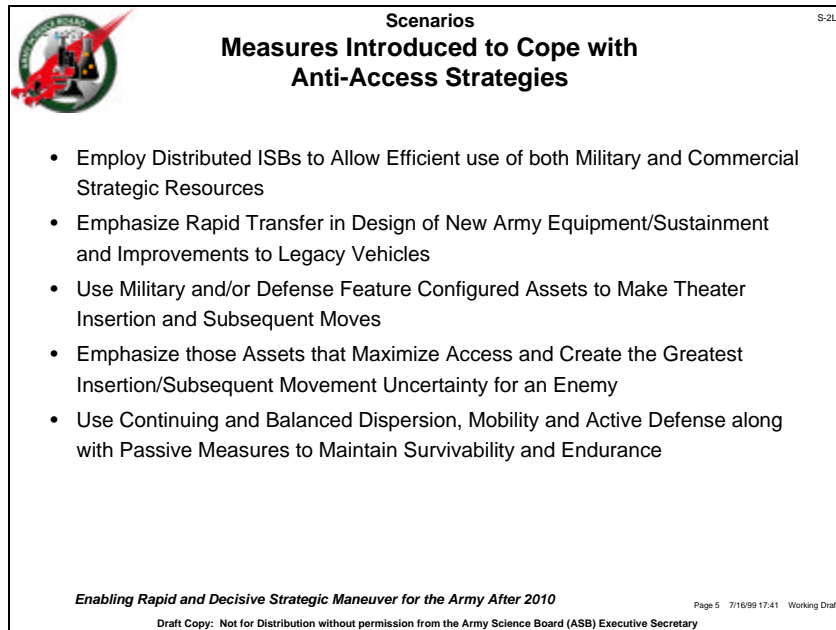 Scenarios
S-2L
Measures Introduced to Cope with
Anti-Access Strategies
ARMY SCIENCE BOARD
• Employ Distributed ISBs to Allow Efficient use of both Military and Commercial
Strategic Resources
• Emphasize Rapid Transfer in Design of New Army Equipment/Sustainment
and Improvements to Legacy Vehicles
• Use Military and/or Defense Feature Configured Assets to Make Theater
Insertion and Subsequent Moves
• Emphasize those Assets that Maximize Access and Create the Greatest
Insertion/Subsequent Movement Uncertainty for an Enemy
• Use Continuing and Balanced Dispersion, Mobility and Active Defense along
with Passive Measures to Maintain Survivability and Endurance
Enabling Rapid and Decisive Strategic Maneuver for the Army After 2010
Page 5 7/16/99 17:41 Working Draf
Draft Copy: Not for Distribution without permission from the Army Science Board (ASB) Executive Secretary